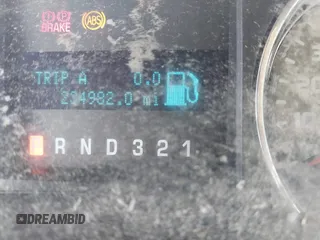 BRAKE ABS
TRIP A 0.0
234982.0 mi
R N D 3 2 1
DREAMBID